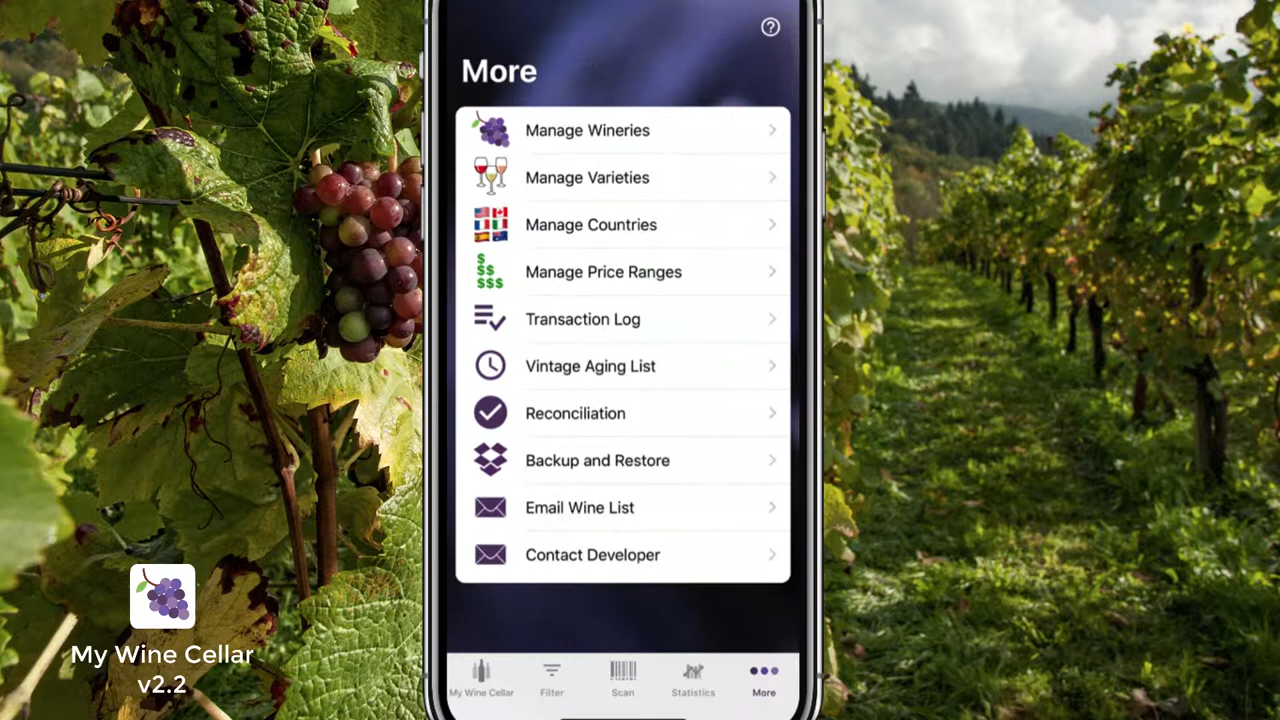 More
Manage Wineries
Manage Varieties
Manage Countries
$
$$
$$$
Manage Price Ranges
Transaction Log
Vintage Aging List
Reconciliation
Backup and Restore
Email Wine List
Contact Developer
My Wine Cellar
v2.2
My Wine Cellar
Filter
Scan
Statistics
More